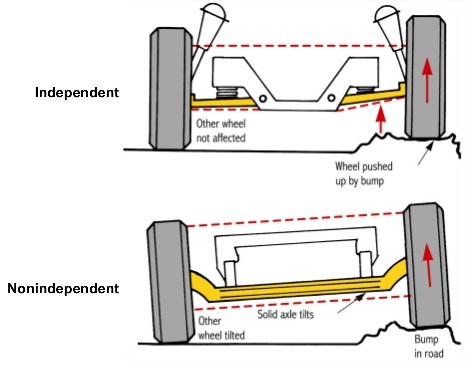 Independent
Other wheel
not affected
Wheel pushed
up by bump
Nonindependent
Other
wheel tilted
Solid axle tilts
Bump
in road